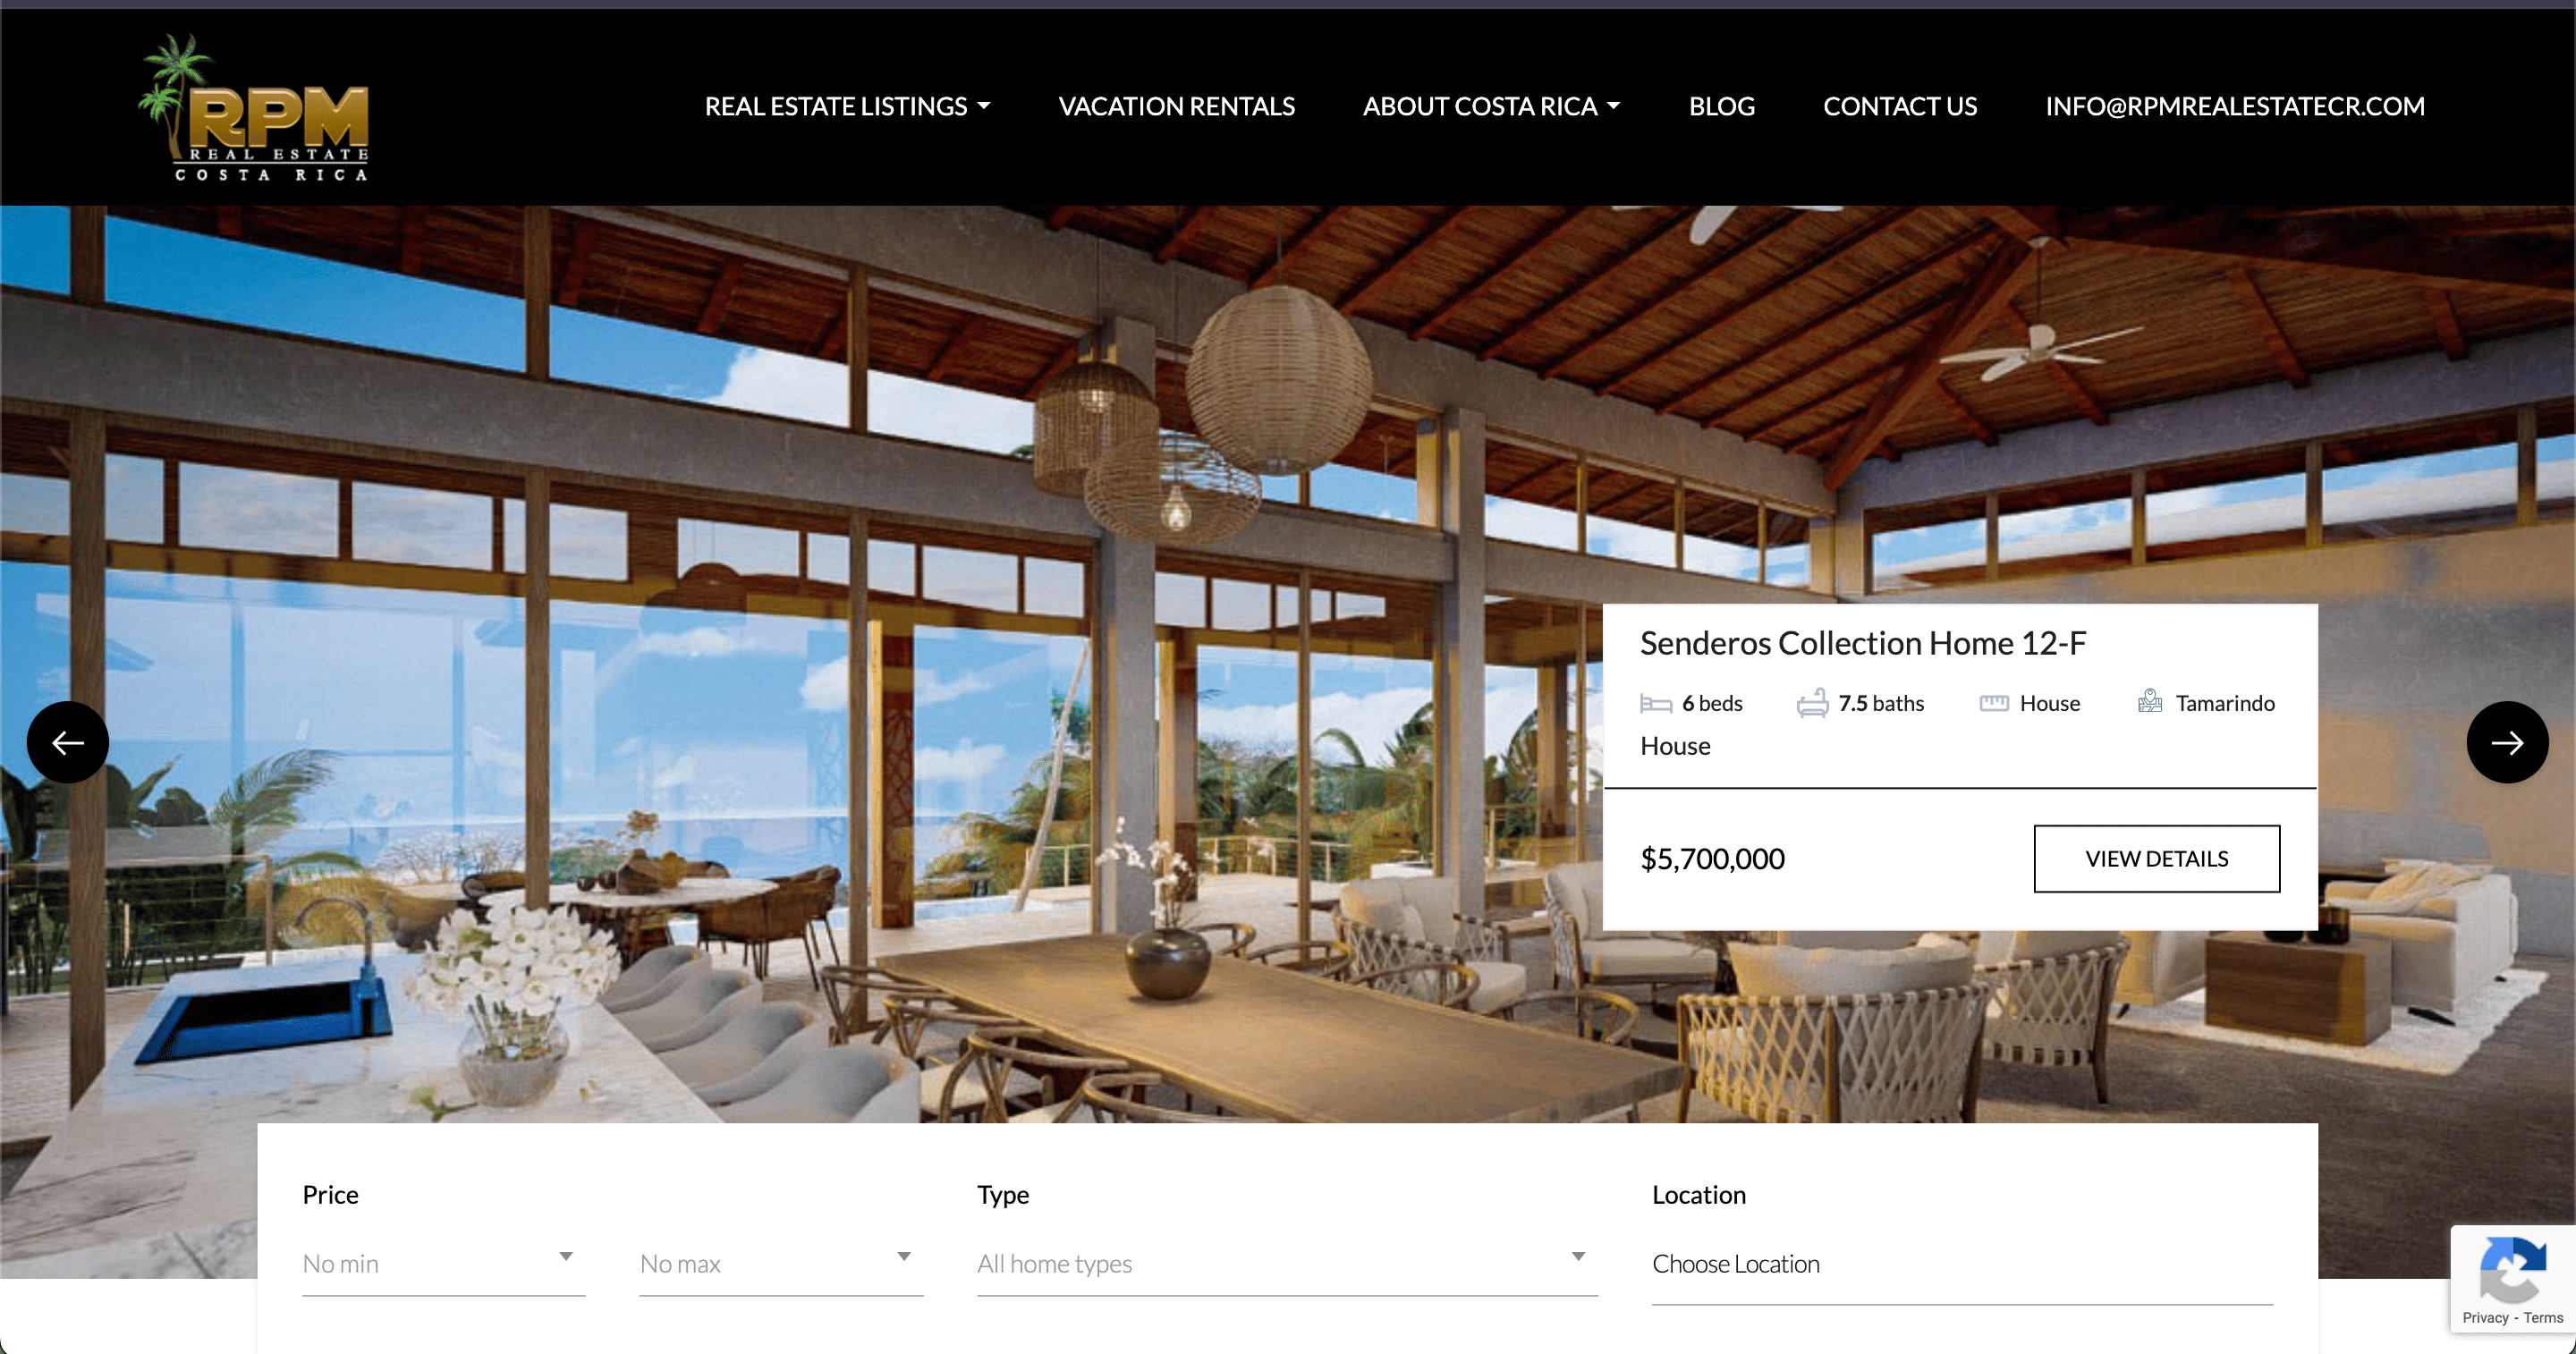 RPM
REAL ESTATE
COSTA RICA
REAL ESTATE LISTINGS
VACATION RENTALS
ABOUT COSTA RICA
BLOG
CONTACT US
INFO@RPMREALESTATECR.COM
Senderos Collection Home 12-F
6 beds
7.5 baths
House
Tamarindo
House
$5,700,000
VIEW DETAILS
Price
Type
Location
No min
No max
All home types
Choose Location
Privacy - Terms